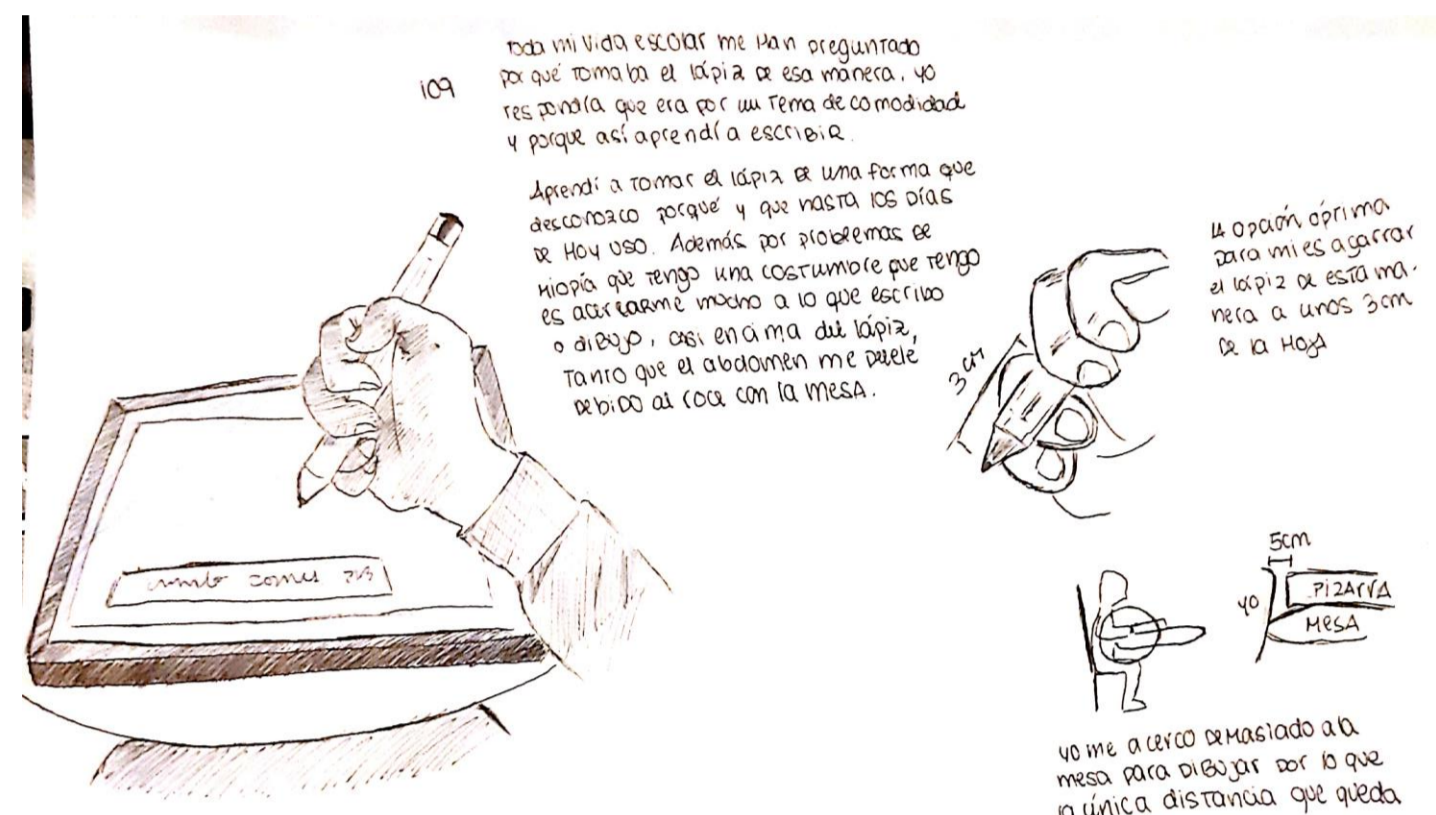 109
Toda mi vida escolar me han preguntado
por qué tomaba el lápiz de esa manera, yo
respondía que era por un tema de comodidad
y porque así aprendí a escribir.
Aprendí a tomar el lápiz de una forma que
desconozco porqué y que hasta los días
de hoy uso. Además por problemas de
miopía que tengo una costumbre que tengo
es acercarme mucho a lo que escribo
o dibujo, casi encima del lápiz,
tanto que el abdomen me duele
debido al roce con la mesa.
La opción óptima
para mi es agarrar
el lápiz de esta ma-
nera a unos 3 cm
de la hoja
3 cm
5cm
yo
PIZARRA
MESA
yo me acerco demasiado a la
mesa para dibujar por lo que
la única distancia que queda